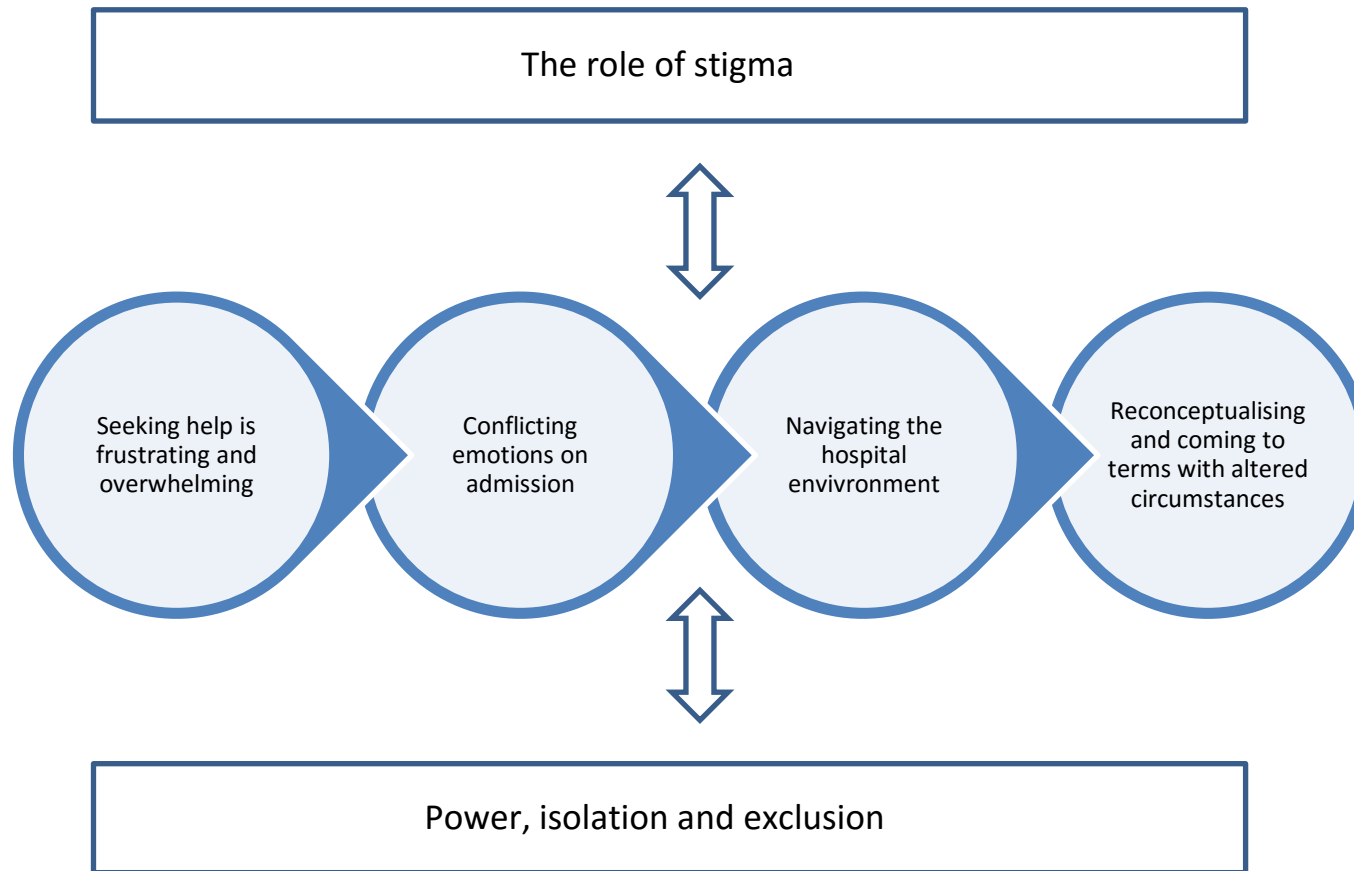 The role of stigma
Seeking help is
frustrating and
overwhelming
Conflicting
emotions on
admission
Navigating the
hospital
envivronment
Reconceptualising
and coming to
terms with altered
circumstances
Power, isolation and exclusion